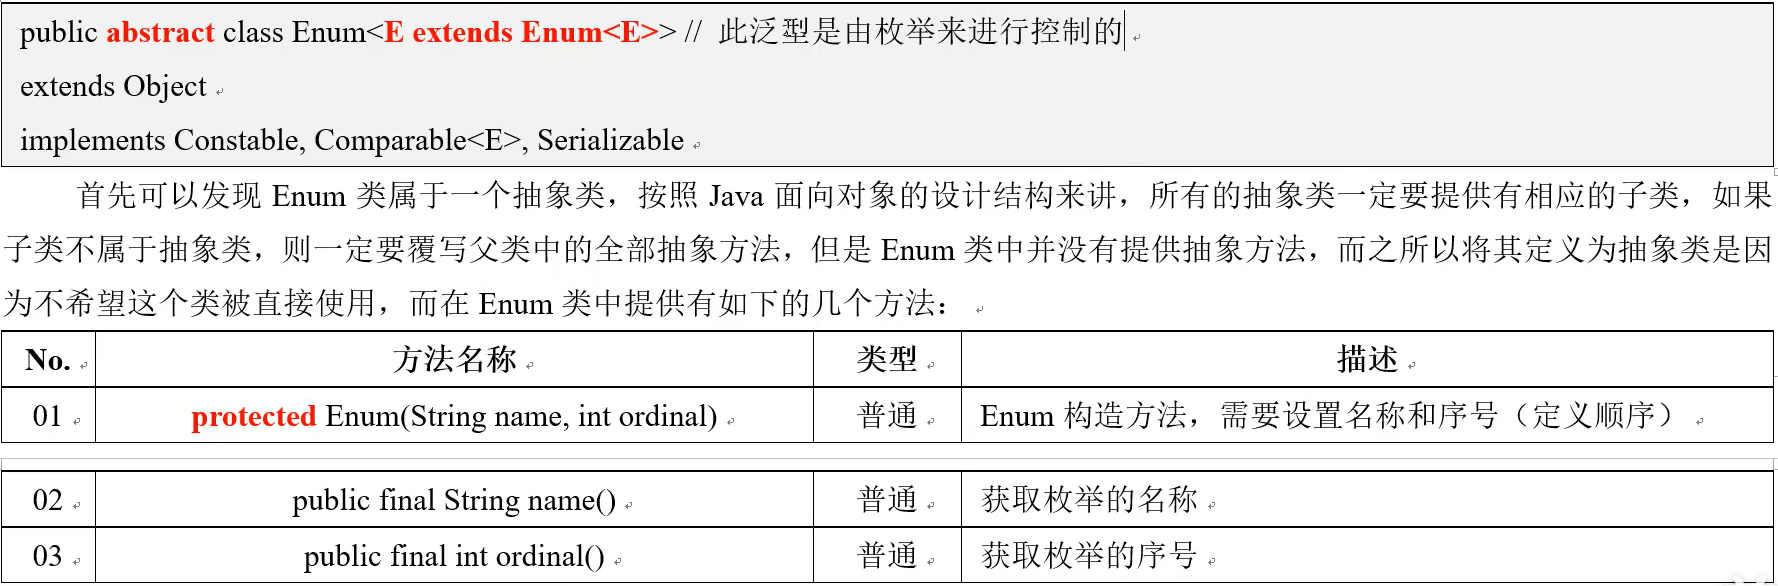 public abstract class Enum<E extends Enum<E>> // 此泛型是由枚举来进行控制的
extends Object
implements Constable, Comparable<E>, Serializable
首先可以发现 Enum 类属于一个抽象类，按照 Java 面向对象的设计结构来讲，所有的抽象类一定要提供有相应的子类，如果
子类不属于抽象类，则一定要覆写父类中的全部抽象方法，但是 Enum 类中并没有提供抽象方法，而之所以将其定义为抽象类是因
为不希望这个类被直接使用，而在 Enum 类中提供有如下的几个方法：
No. 方法名称 类型 描述
01 protected Enum(String name, int ordinal) 普通 Enum 构造方法，需要设置名称和序号（定义顺序）
02 public final String name() 普通 获取枚举的名称
03 public final int ordinal() 普通 获取枚举的序号